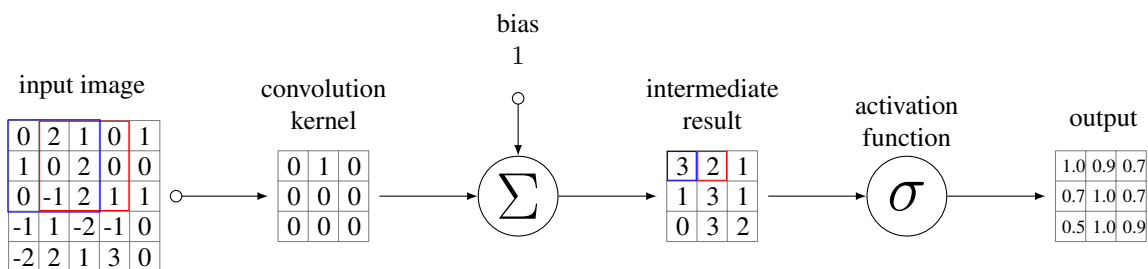 bias
1
input image
convolution
kernel
intermediate
result
activation
function
output
0 2 1 0 1
1 0 2 0 0
0 -1 2 1 1
-1 1 -2 -1 0
-2 2 1 3 0
0 1 0
0 0 0
0 0 0
Σ
3 2 1
1 3 1
0 3 2
σ
1.0 0.9 0.7
0.7 1.0 0.7
0.5 1.0 0.9